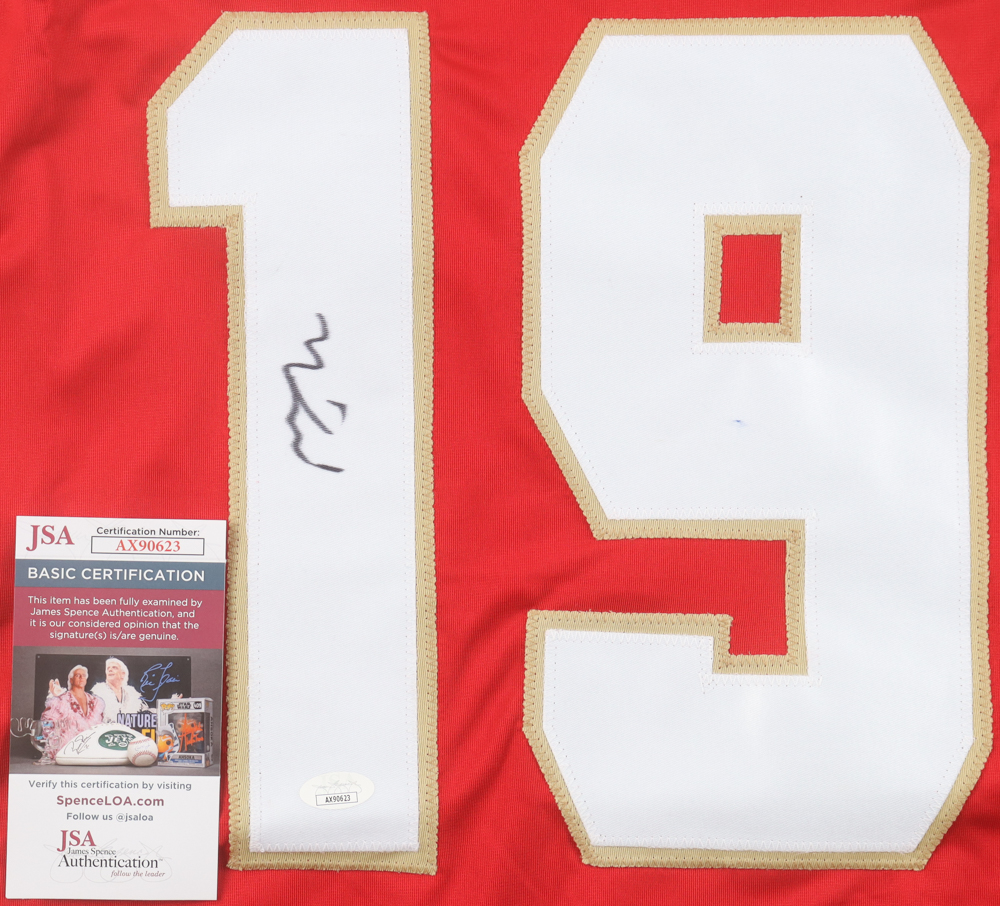 19
JSA
Certification Number:
AX90623
BASIC CERTIFICATION
This item has been fully examined by
James Spence Authentication, and
it is our considered opinion that the
signature(s) is/are genuine.
NATURE
JETS
Verify this certification by visiting
SpenceLOA.com
Follow us @jsaloa
JSA
James Spence
Authentication
follow the leader
AX90623